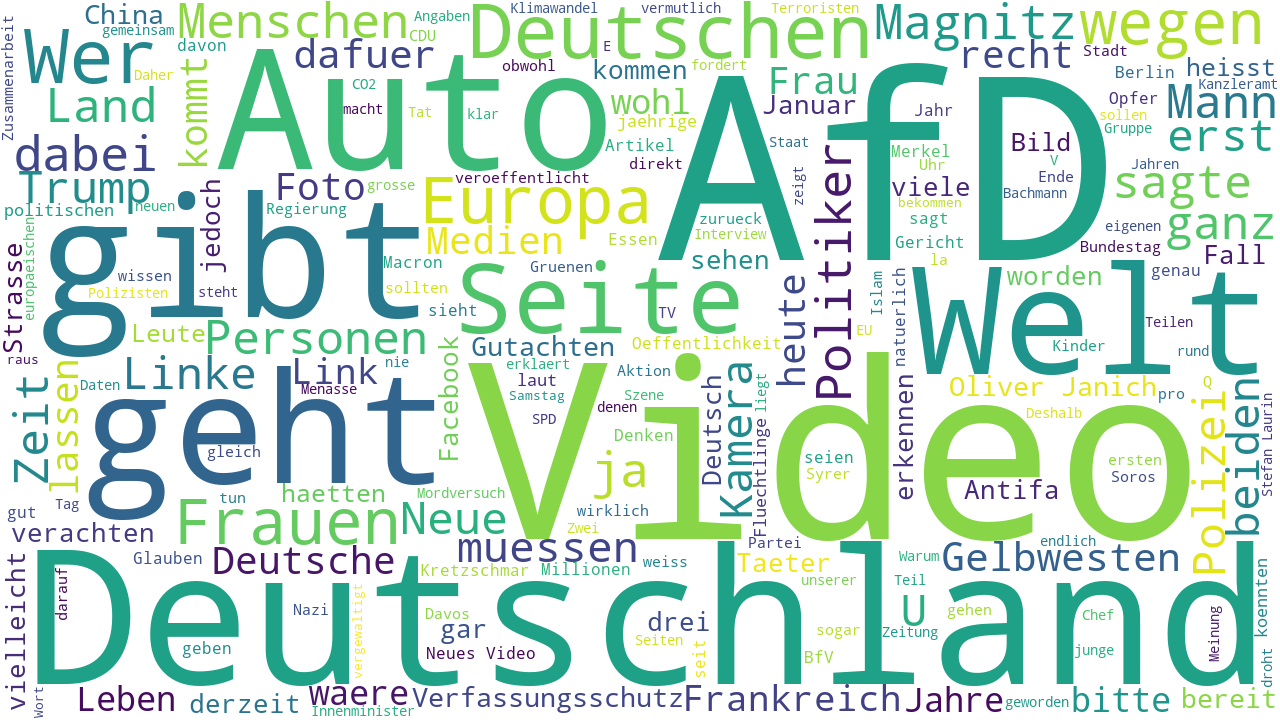 China
Menschen
Angaben
Klimawandel
vermutlich
Terroristen
Magnitz
wegen
gemeinsam
Zusammenarbeit
Wer
davon
dafuer
CDU
Deutschen
E
obwohl
kommen
fordert
recht
Stadt
heisst
Daher
CO2
Auto
Frau
Berlin
Kanzleramt
Land
kommt
macht
Tat
klar
wohl
jaehrige
Januar
AfD
Jahr
Bild
Opfer
sollen
Mann
Gruppe
erst
dabei
Artikel
direkt
Staat
Merkel
Uhr
V
Jahren
Trump
Foto
grosse
veroeffentlicht
zeigt
Politiker
viele
Ende
Bachmann
sagte
politischen
neuen
jedoch
Regierung
Europa
zurueck
bekommen
sagt
eigenen
ganz
europaeischen
gibt
Medien
Essen
Interview
sehen
Gericht
la
Bundestag
Fall
Strasse
wissen
Polizisten
steht
Macron
sollten
Gruenen
Seite
heute
Islam
natuerlich
Welt
worden
genau
sieht
TV
Leute
Personen
Oeffentlichkeit
EU
Kinder
Teilen
rund
raus
Gutachten
Linke
Link
nie
Facebook
erklaert
Aktion
Zeit
lassen
Daten
Menasse
laut
Samstag
Szene
denen
liegt
Deutsch
Kamera
erkennen
Oliver Janich
pro
Q
beiden
Stefan Laurin
geht
Video
SPD
Denken
Deshalb
Polizei
gleich
ja
Fluechtlinge
seien
Syrer
ersten
Soros
gut
Tag
tun
haetten
Mordversuch
wirklich
Antifa
verachten
Frauen
Neue
Zwei
muessen
Partei
endlich
vielleicht
Glauben
Deutsche
Kretzschmar
Millionen
weiss
Taeter
Warum
Gelbwesten
darauf
Deutschland
unserer
Teil
koennten
Nazi
vergewaltigt
Davos
drei
U
gehen
Chef
geben
gar
Seiten
seit
sogar
Zeitung
Meinung
Neues Video
BfV
junge
droht
Wort
Leben
derzeit
waere
Innenminister
Verfassungsschutz
Frankreich
Jahre
geworden
bitte
bereit